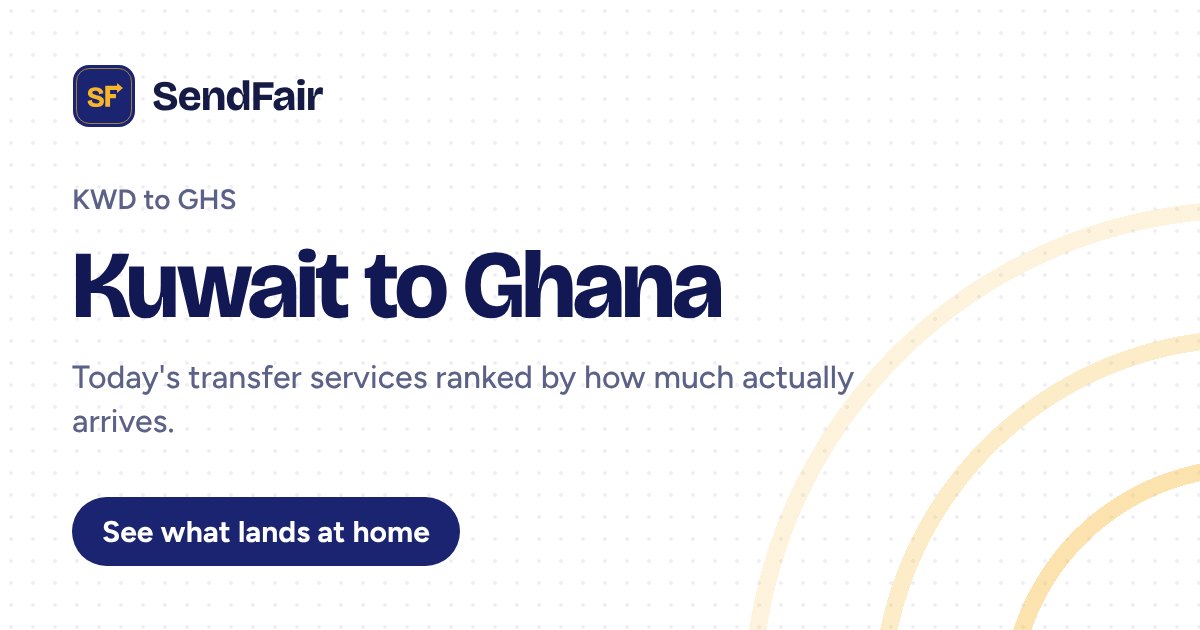 SF
SendFair
KWD to GHS
Kuwait to Ghana
Today's transfer services ranked by how much actually
arrives.
See what lands at home